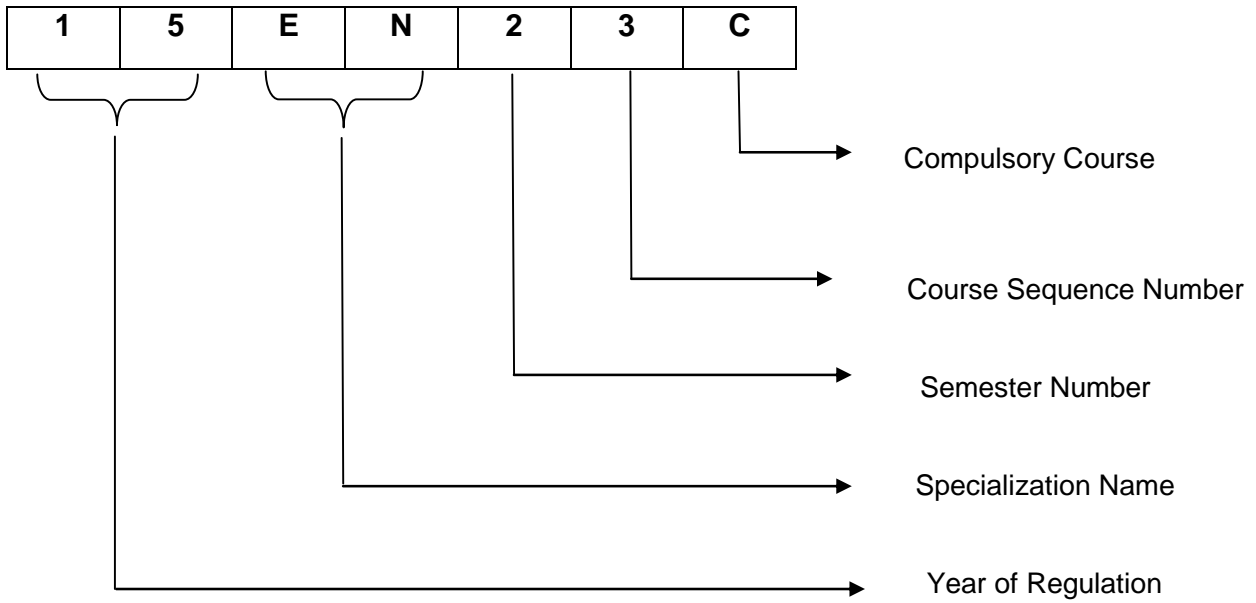 1 5 E N 2 3 C
Compulsory Course
Course Sequence Number
Semester Number
Specialization Name
Year of Regulation